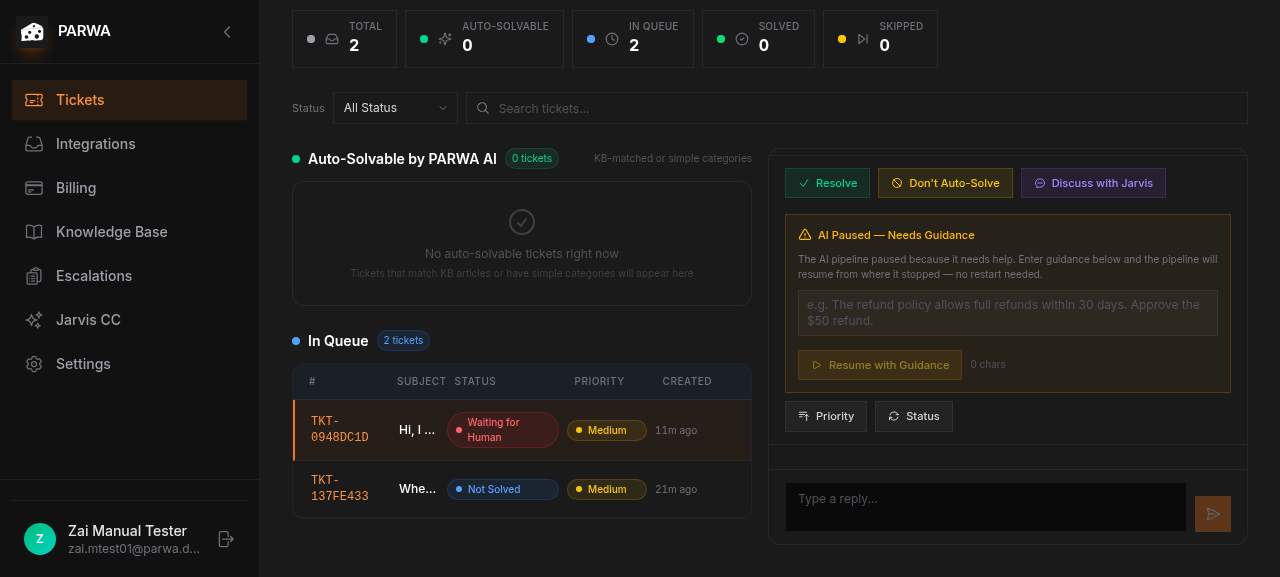 PARWA
Tickets
Integrations
Billing
Knowledge Base
Escalations
Jarvis CC
Settings
Z
Zai Manual Tester
zai.mtest01@parwa.d...
TOTAL
2
AUTO-SOLVABLE
0
IN QUEUE
2
SOLVED
0
SKIPPED
0
Status
All Status
Search tickets...
Auto-Solvable by PARWA AI
0 tickets
KB-matched or simple categories
No auto-solvable tickets right now
Tickets that match KB articles or have simple categories will appear here
In Queue
2 tickets
# SUBJECT STATUS PRIORITY CREATED
TKT-
0948DC1D
Hi, I ...
Waiting for
Human
Medium
11m ago
TKT-
137FE433
Whe...
Not Solved
Medium
21m ago
Resolve
Don't Auto-Solve
Discuss with Jarvis
AI Paused — Needs Guidance
The AI pipeline paused because it needs help. Enter guidance below and the pipeline will
resume from where it stopped — no restart needed.
e.g. The refund policy allows full refunds within 30 days. Approve the
$50 refund.
Resume with Guidance
0 chars
Priority
Status
Type a reply...